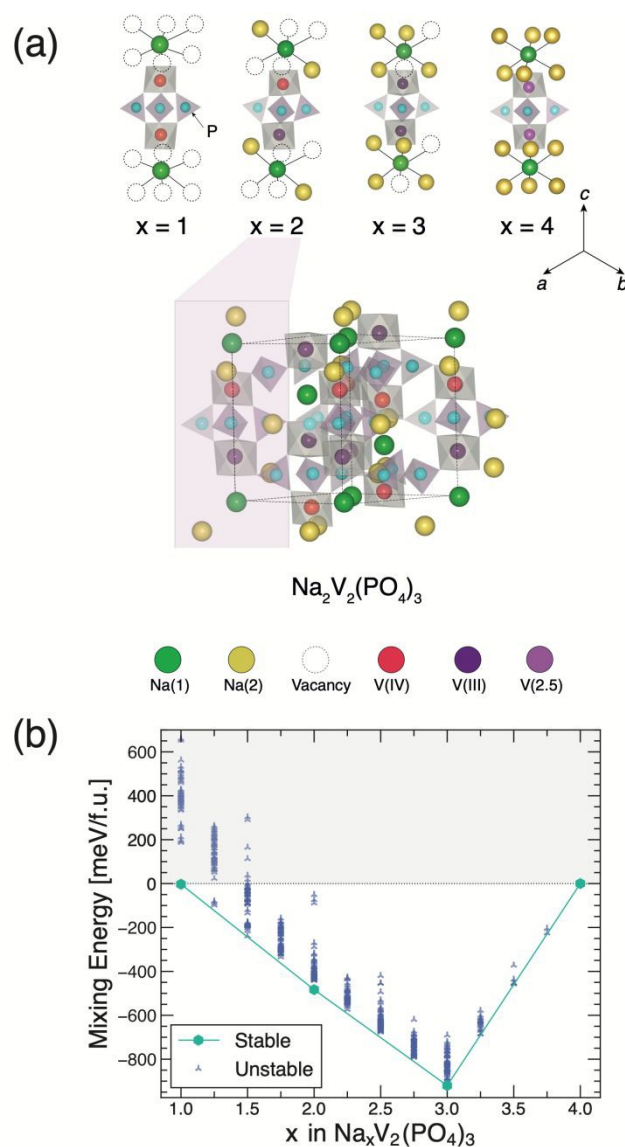 (a)
P
x = 1 x = 2 x = 3 x = 4
c
a b
Na₂V₂(PO₄)₃
Na(1) Na(2) Vacancy V(IV) V(III) V(2.5)
(b)
Mixing Energy [meV/f.u.]
600
400
200
0
−200
−400
−600
−800
Stable
Unstable
1.0 1.5 2.0 2.5 3.0 3.5 4.0
x in NaₓV₂(PO₄)₃